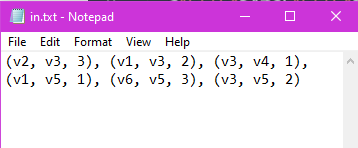 in.txt - Notepad
File Edit Format View Help
(v2, v3, 3), (v1, v3, 2), (v3, v4, 1),
(v1, v5, 1), (v6, v5, 3), (v3, v5, 2)